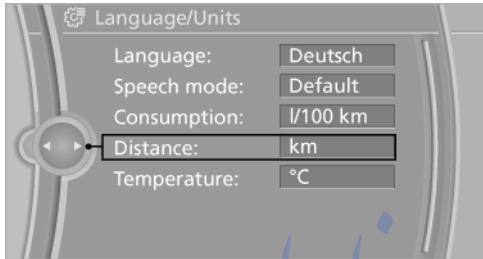 Language/Units
Language: Deutsch
Speech mode: Default
Consumption: l/100 km
Distance: km
Temperature: °C